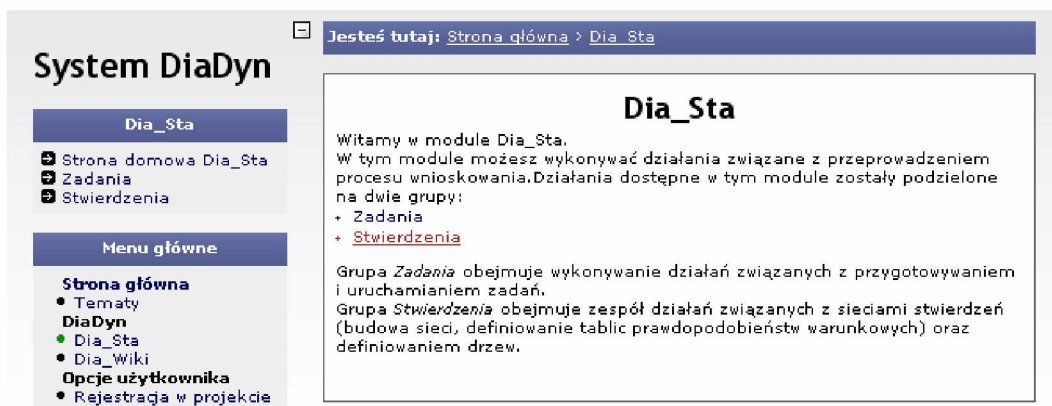 System DiaDyn
Dia_Sta
Strona domowa Dia_Sta
Zadania
Stwierdzenia
Menu główne
Strona główna
Tematy
DiaDyn
Dia_Sta
Dia_Wiki
Opcje użytkownika
Rejestracja w projekcie
Jesteś tutaj: Strona główna > Dia_Sta
Dia_Sta
Witamy w module Dia_Sta.
W tym module możesz wykonywać działania związane z przeprowadzeniem
procesu wnioskowania.Działania dostępne w tym module zostały podzielone
na dwie grupy:
+ Zadania
+ Stwierdzenia
Grupa Zadania obejmuje wykonywanie działań związanych z przygotowywaniem
i uruchamianiem zadań.
Grupa Stwierdzenia obejmuje zespół działań związanych z sieciami stwierdzeń
(budowa sieci, definiowanie tablic prawdopodobieństw warunkowych) oraz
definiowaniem drzew.